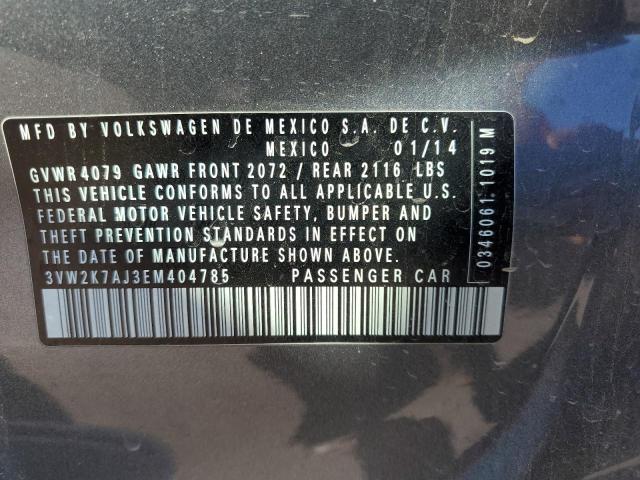 MFD BY VOLKSWAGEN DE MEXICO S.A. DE C.V.
MEXICO 01/14
GVWR 4079 GAWR FRONT 2072 / REAR 2116 LBS
THIS VEHICLE CONFORMS TO ALL APPLICABLE U.S.
FEDERAL MOTOR VEHICLE SAFETY, BUMPER AND
THEFT PREVENTION STANDARDS IN EFFECT ON
THE DATE OF MANUFACTURE SHOWN ABOVE.
3VW2K7AJ3EM404785 PASSENGER CAR
0346061.1019 M